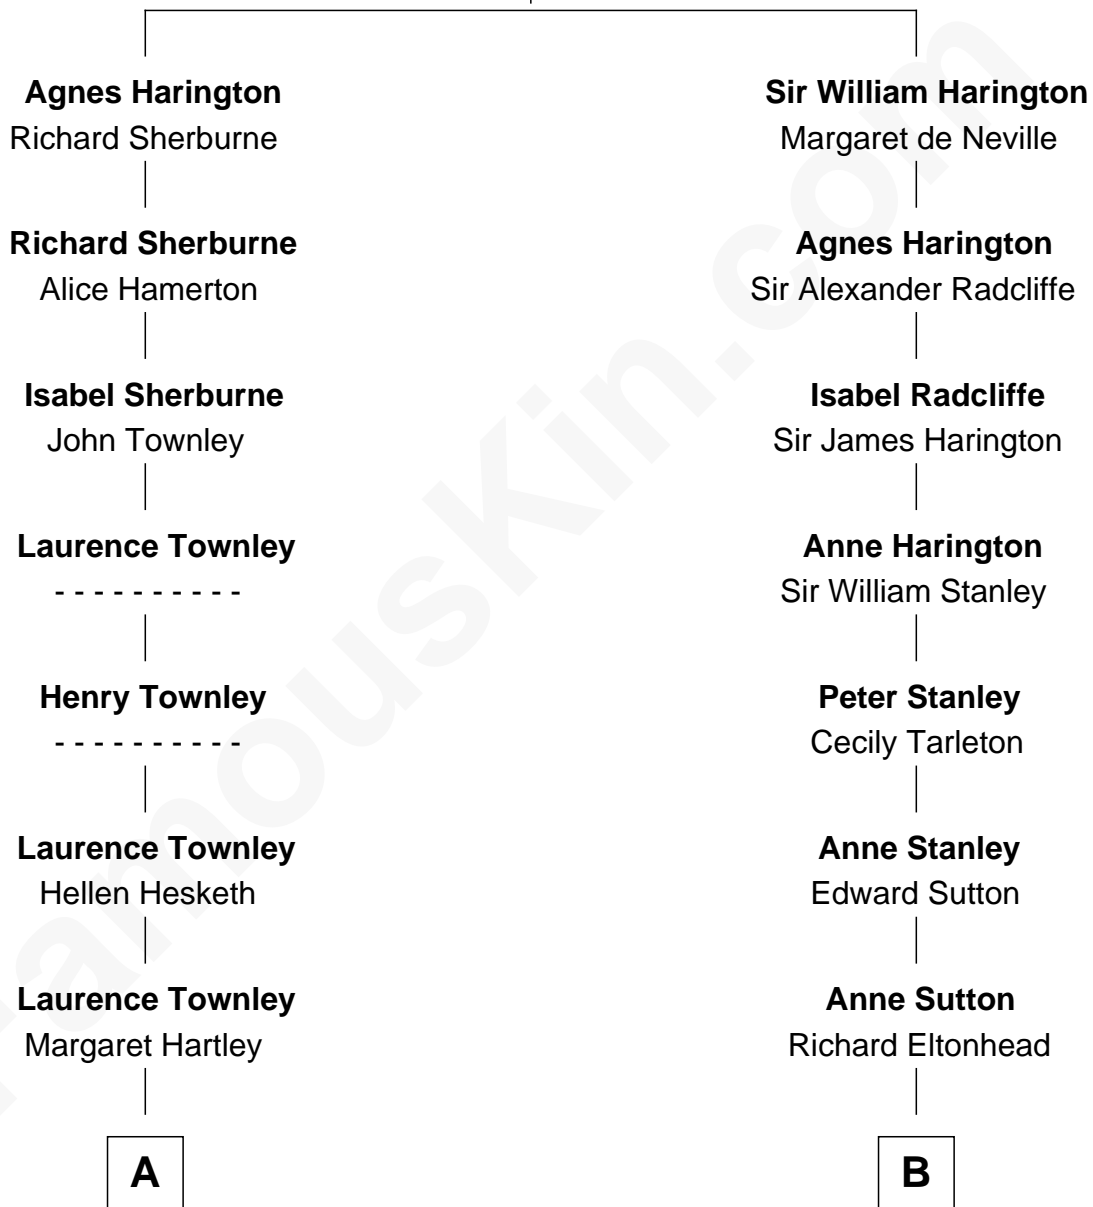 Agnes Harington
Richard Sherburne
Richard Sherburne
Alice Hamerton
Isabel Sherburne
John Townley
Laurence Townley
- - - - - - - - - -
Henry Townley
- - - - - - - - - -
Laurence Townley
Hellen Hesketh
Laurence Townley
Margaret Hartley
A
Sir William Harington
Margaret de Neville
Agnes Harington
Sir Alexander Radcliffe
Isabel Radcliffe
Sir James Harington
Anne Harington
Sir William Stanley
Peter Stanley
Cecily Tarleton
Anne Stanley
Edward Sutton
Anne Sutton
Richard Eltonhead
B
FamousKin.com